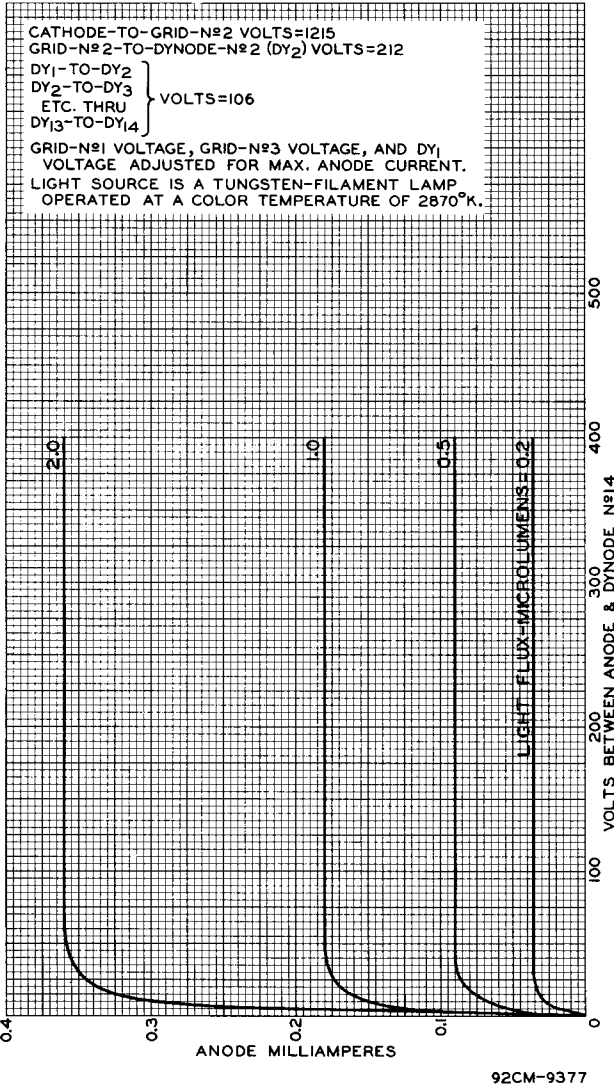 CATHODE-TO-GRID-Nº2 VOLTS=1215
GRID-Nº2-TO-DYNODE-Nº2 (DY2) VOLTS=212
DY1-TO-DY2
DY2-TO-DY3
ETC. THRU
DY13-TO-DY14
} VOLTS=106
GRID-Nº1 VOLTAGE, GRID-Nº3 VOLTAGE, AND DY1
VOLTAGE ADJUSTED FOR MAX. ANODE CURRENT.
LIGHT SOURCE IS A TUNGSTEN-FILAMENT LAMP
OPERATED AT A COLOR TEMPERATURE OF 2870°K.
2.0
1.0
0.5
LIGHT FLUX-MICROLUMENS=0.2
500
400
300
200
100
0
VOLTS BETWEEN ANODE & DYNODE Nº14
0.4
0.3
0.2
0.1
ANODE MILLIAMPERES
92CM-9377